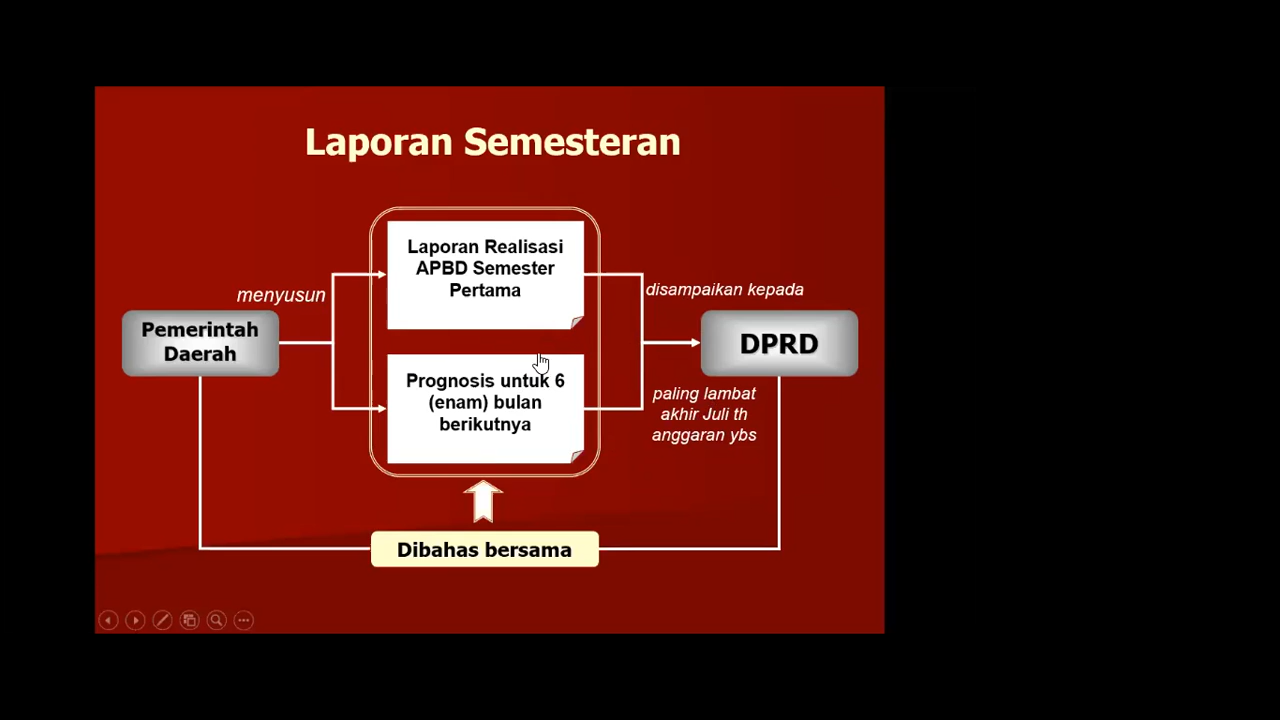 Laporan Semesteran
Laporan Realisasi
APBD Semester
Pertama
menyusun
disampaikan kepada
Pemerintah
Daerah
DPRD
Prognosis untuk 6
(enam) bulan
berikutnya
paling lambat
akhir Juli th
anggaran ybs
Dibahas bersama